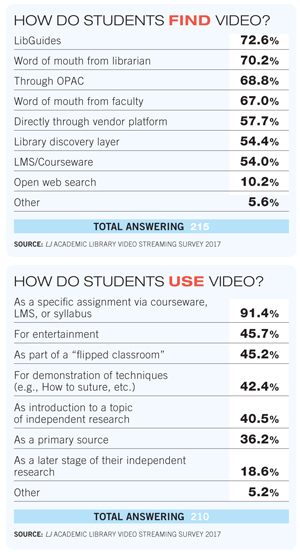 HOW DO STUDENTS FIND VIDEO?
LibGuides 72.6%
Word of mouth from librarian 70.2%
Through OPAC 68.8%
Word of mouth from faculty 67.0%
Directly through vendor platform 57.7%
Library discovery layer 54.4%
LMS/Courseware 54.0%
Open web search 10.2%
Other 5.6%
TOTAL ANSWERING 215
SOURCE: LJ ACADEMIC LIBRARY VIDEO STREAMING SURVEY 2017
HOW DO STUDENTS USE VIDEO?
As a specific assignment via courseware,
LMS, or syllabus 91.4%
For entertainment 45.7%
As part of a “flipped classroom” 45.2%
For demonstration of techniques
(e.g., How to suture, etc.) 42.4%
As introduction to a topic
of independent research 40.5%
As a primary source 36.2%
As a later stage of their independent
research 18.6%
Other 5.2%
TOTAL ANSWERING 210
SOURCE: LJ ACADEMIC LIBRARY VIDEO STREAMING SURVEY 2017